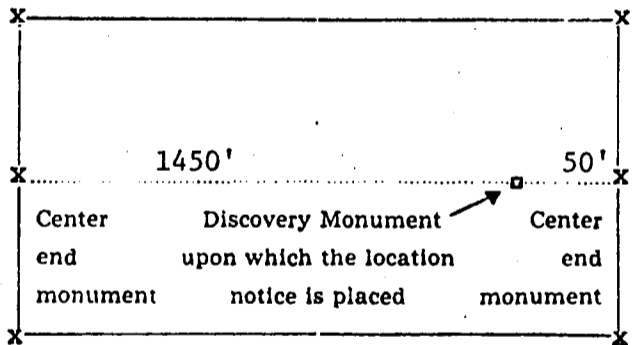 1450' 50'
Center Discovery Monument Center
end upon which the location end
monument notice is placed monument